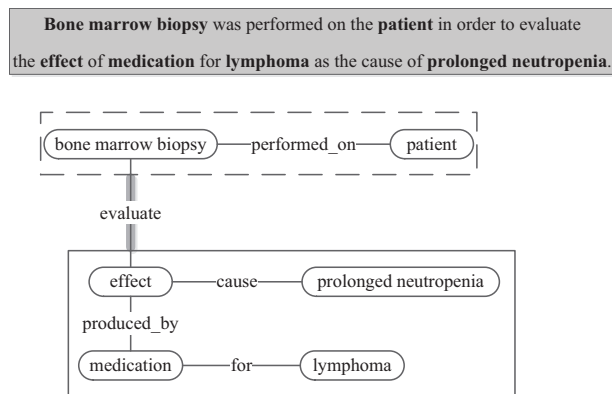 Bone marrow biopsy was performed on the patient in order to evaluate
the effect of medication for lymphoma as the cause of prolonged neutropenia.
bone marrow biopsy performed_on patient
evaluate
effect cause prolonged neutropenia
produced_by
medication for lymphoma